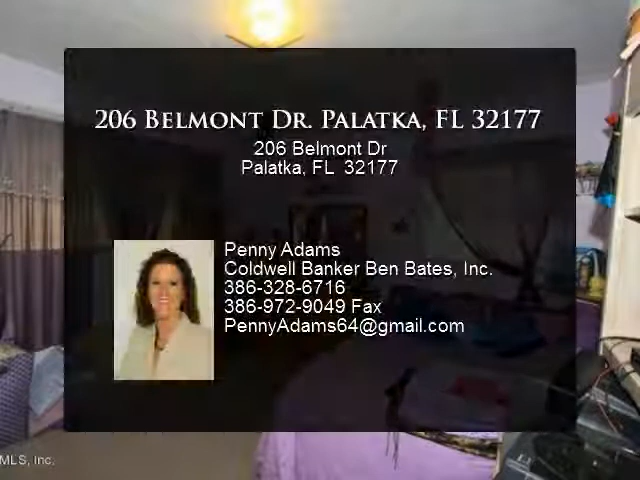 206 Belmont Dr. Palatka, FL 32177
206 Belmont Dr
Palatka, FL 32177
Penny Adams
Coldwell Banker Ben Bates, Inc.
386-328-6716
386-972-9049 Fax
PennyAdams64@gmail.com
MLS, Inc.